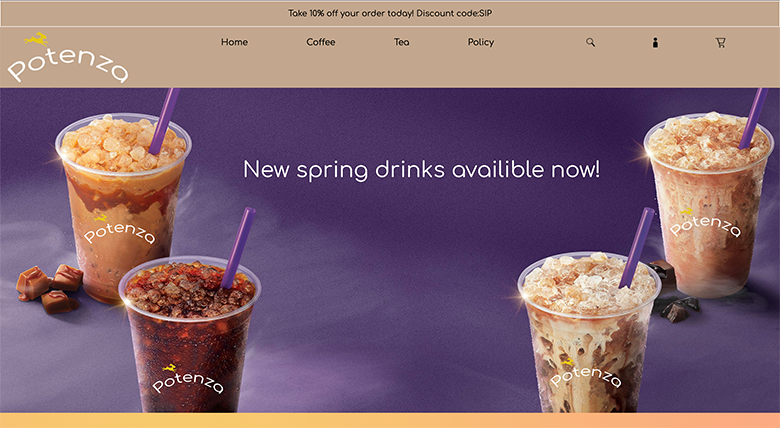 Take 10% off your order today! Discount code:SIP
Potenza
Home Coffee Tea Policy
New spring drinks availible now!
Potenza
Potenza
Potenza
Potenza